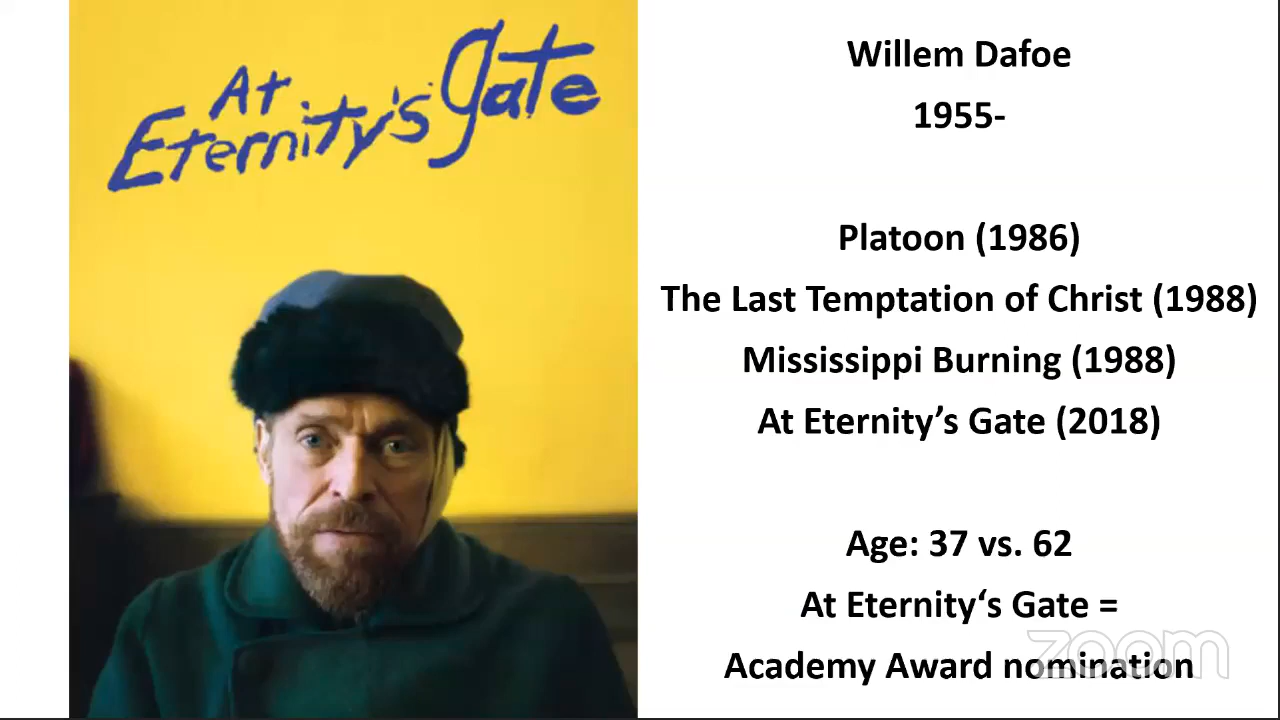 At
Eternity's gate
Willem Dafoe
1955-
Platoon (1986)
The Last Temptation of Christ (1988)
Mississippi Burning (1988)
At Eternity’s Gate (2018)
Age: 37 vs. 62
At Eternity‘s Gate =
Academy Award nomination
zoom